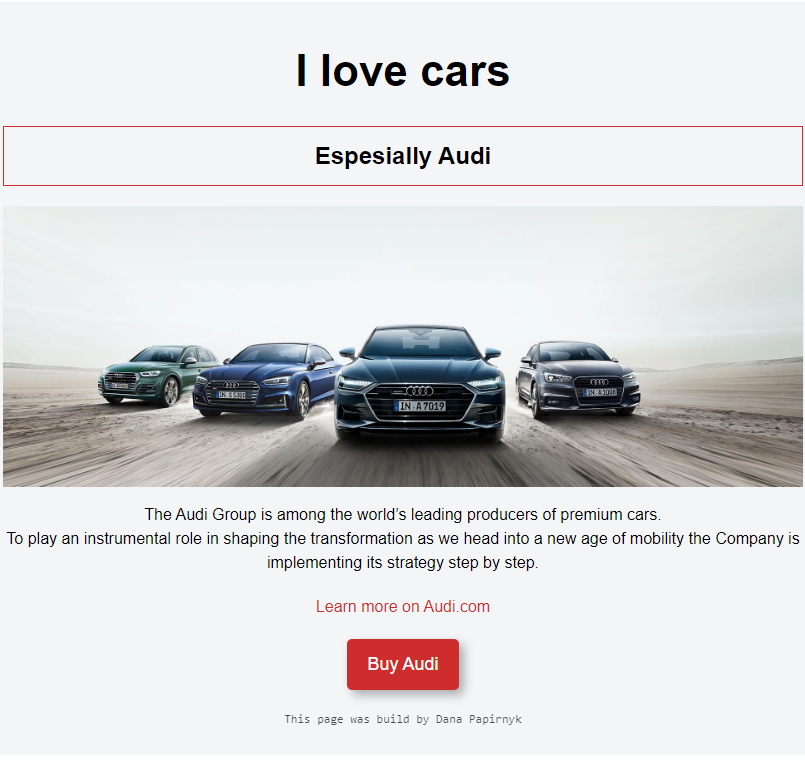 I love cars
Espesially Audi
IN A 7019
The Audi Group is among the world's leading producers of premium cars.
To play an instrumental role in shaping the transformation as we head into a new age of mobility the Company is
implementing its strategy step by step.
Learn more on Audi.com
Buy Audi
This page was build by Dana Papirnyk